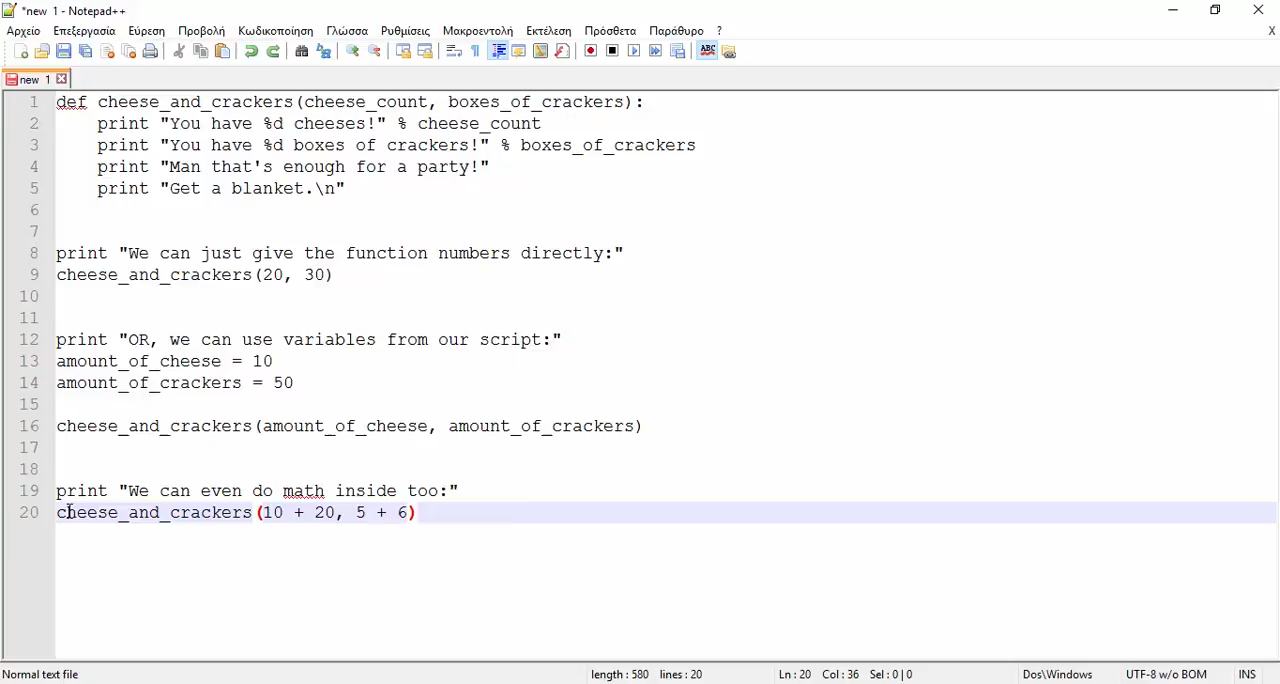 *new 1 - Notepad++
Αρχείο Επεξεργασία Εύρεση Προβολή Κωδικοποίηση Γλώσσα Ρυθμίσεις Μακροεντολή Εκτέλεση Πρόσθετα Παράθυρο ? X
ABC
new 1
1 def cheese_and_crackers(cheese_count, boxes_of_crackers):
2     print "You have %d cheeses!" % cheese_count
3     print "You have %d boxes of crackers!" % boxes_of_crackers
4     print "Man that's enough for a party!"
5     print "Get a blanket.\n"
6
7
8 print "We can just give the function numbers directly:"
9 cheese_and_crackers(20, 30)
10
11
12 print "OR, we can use variables from our script:"
13 amount_of_cheese = 10
14 amount_of_crackers = 50
15
16 cheese_and_crackers(amount_of_cheese, amount_of_crackers)
17
18
19 print "We can even do math inside too:"
20 cheese_and_crackers(10 + 20, 5 + 6)
Normal text file length : 580 lines : 20 Ln : 20 Col : 36 Sel : 0 | 0 Dos\Windows UTF-8 w/o BOM INS